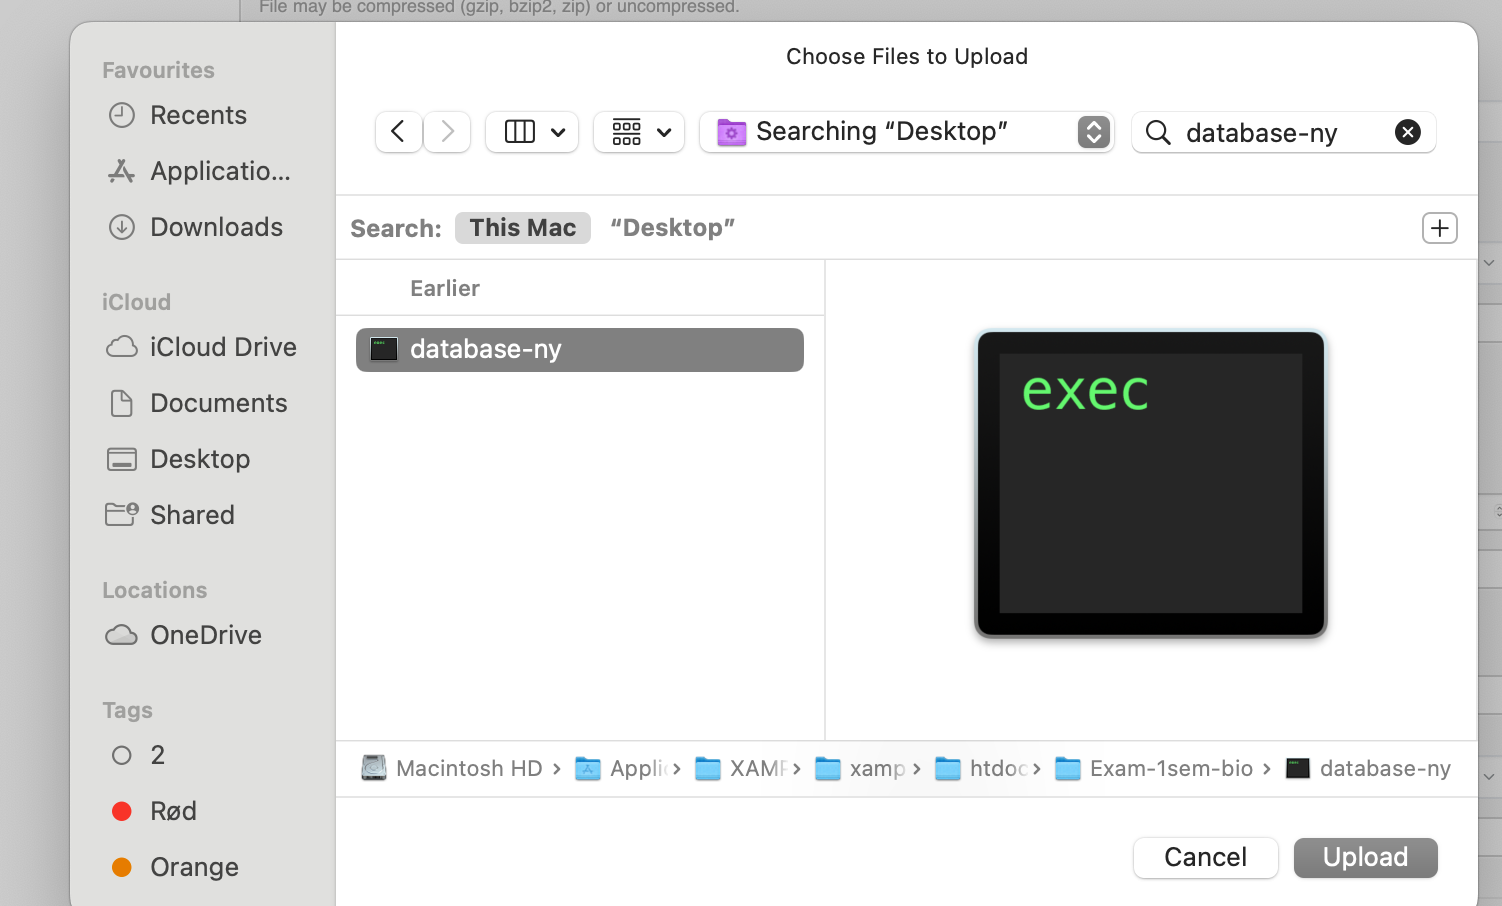 File may be compressed (gzip, bzip2, zip) or uncompressed.
Choose Files to Upload
Favourites
Recents
Applicatio...
Downloads
iCloud
iCloud Drive
Documents
Desktop
Shared
Locations
OneDrive
Tags
2
Rød
Orange
Searching “Desktop”
database-ny
Search: This Mac “Desktop”
Earlier
database-ny
exec
Macintosh HD › Applic › XAMP › xamp › htdoc › Exam-1sem-bio › database-ny
Cancel Upload